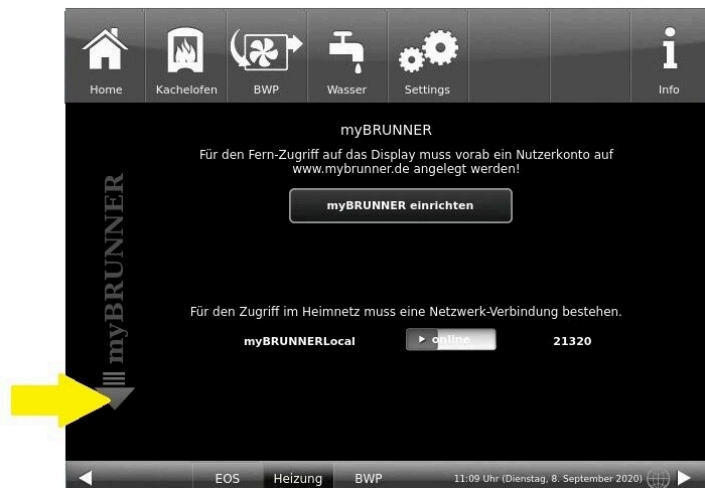 Home
Kachelofen
BWP
Wasser
Settings
Info
myBRUNNER
Für den Fern-Zugriff auf das Display muss vorab ein Nutzerkonto auf
www.mybrunner.de angelegt werden!
myBRUNNER einrichten
myBRUNNER
Für den Zugriff im Heimnetz muss eine Netzwerk-Verbindung bestehen.
myBRUNNERLocal online 21320
EOS Heizung BWP 11:09 Uhr (Dienstag, 8. September 2020)